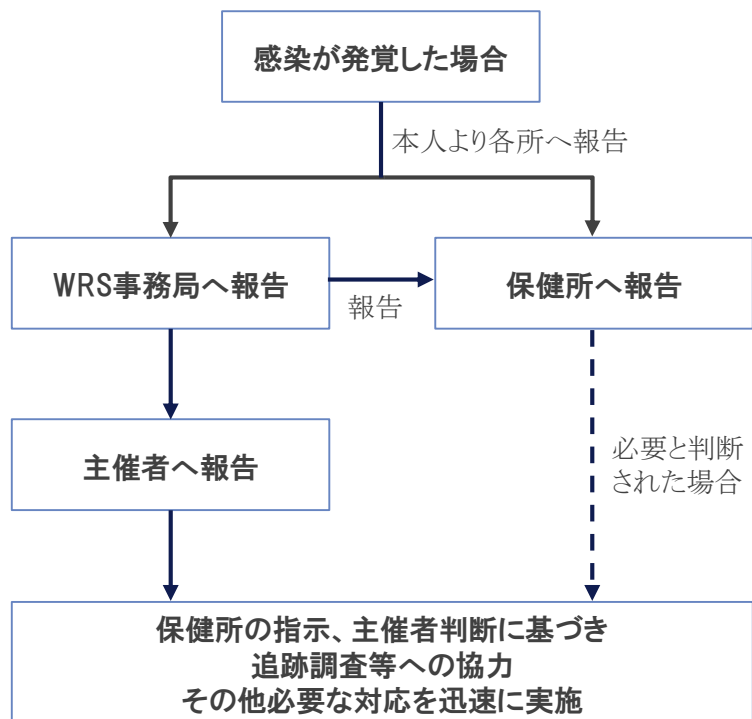 感染が発覚した場合
本人より各所へ報告
WRS事務局へ報告
報告
保健所へ報告
主催者へ報告
必要と判断
された場合
保健所の指示、主催者判断に基づき
追跡調査等への協力
その他必要な対応を迅速に実施